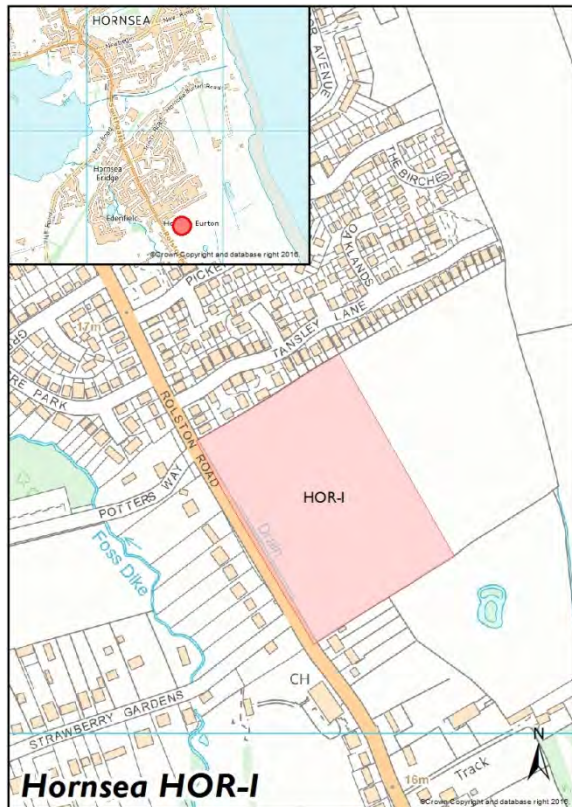 HORNSEA
Hornsea
Bridge
Edenfield
Burton
©Crown Copyright and database right 2016.
AVENUE
THE BIRCHES
OAKLANDS
TANSLEY LANE
17m
RE PARK
ROLSTON ROAD
POTTERS WAY
HOR-I
Drain
Foss Dike
CH
STRAWBERRY GARDENS
N
Track
16m
Hornsea HOR-I
©Crown Copyright and database right 2016.